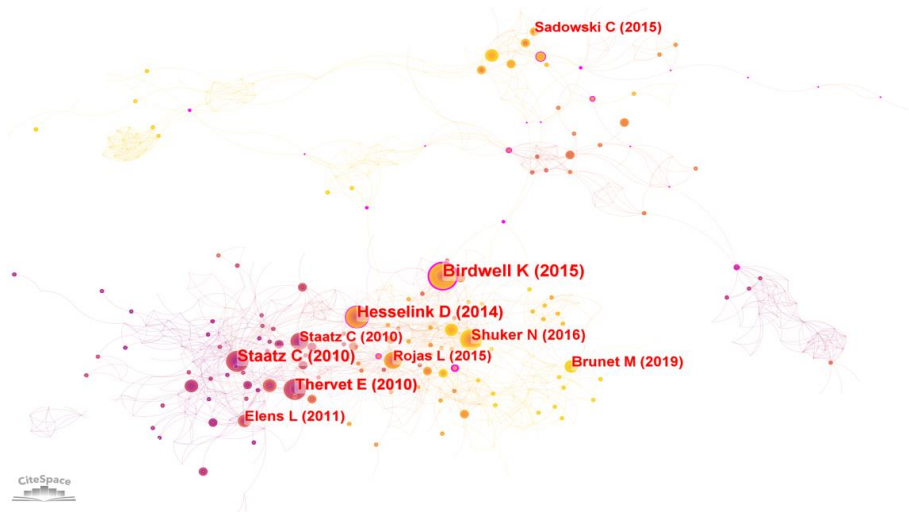 Sadowski C (2015)
Birdwell K (2015)
Hesselink D (2014)
Staatz C (2010)
Shuker N (2016)
Staatz C (2010)
Rojas L (2015)
Brunet M (2019)
Thervet E (2010)
Elens L (2011)
CiteSpace